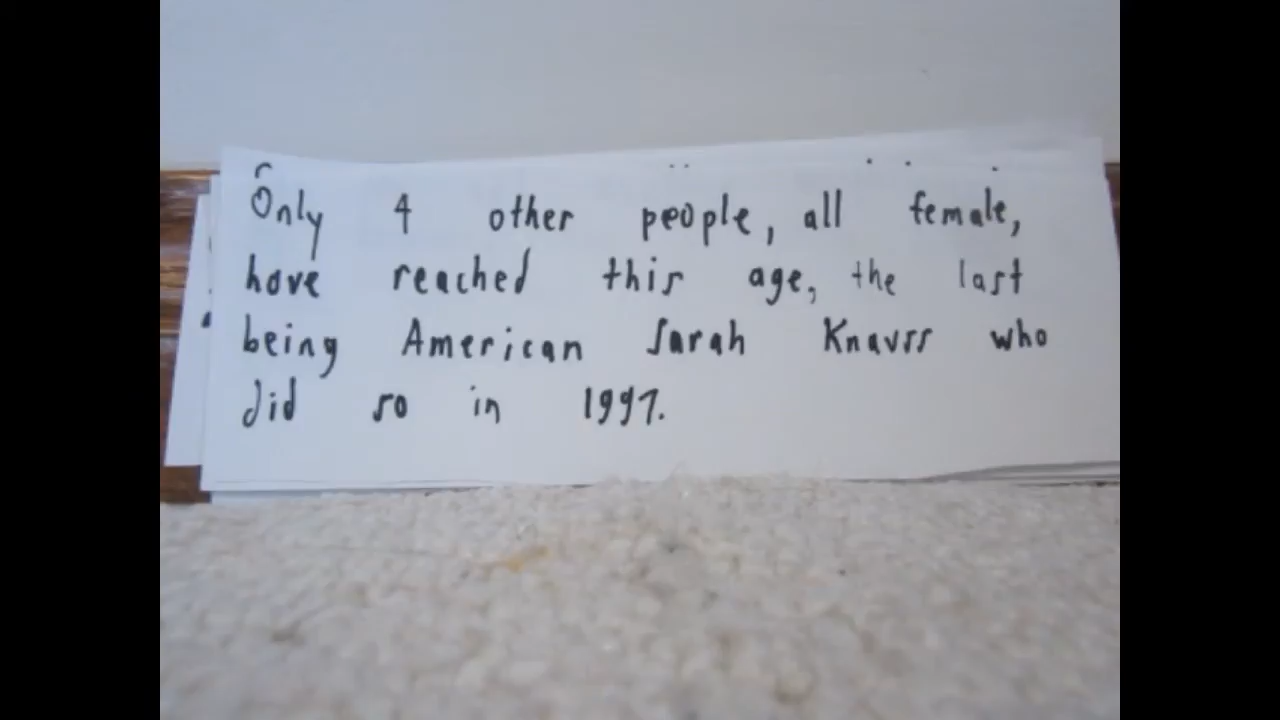 Only 4 other people, all female,
have reached this age, the last
being American Sarah Knauss who
did so in 1997.